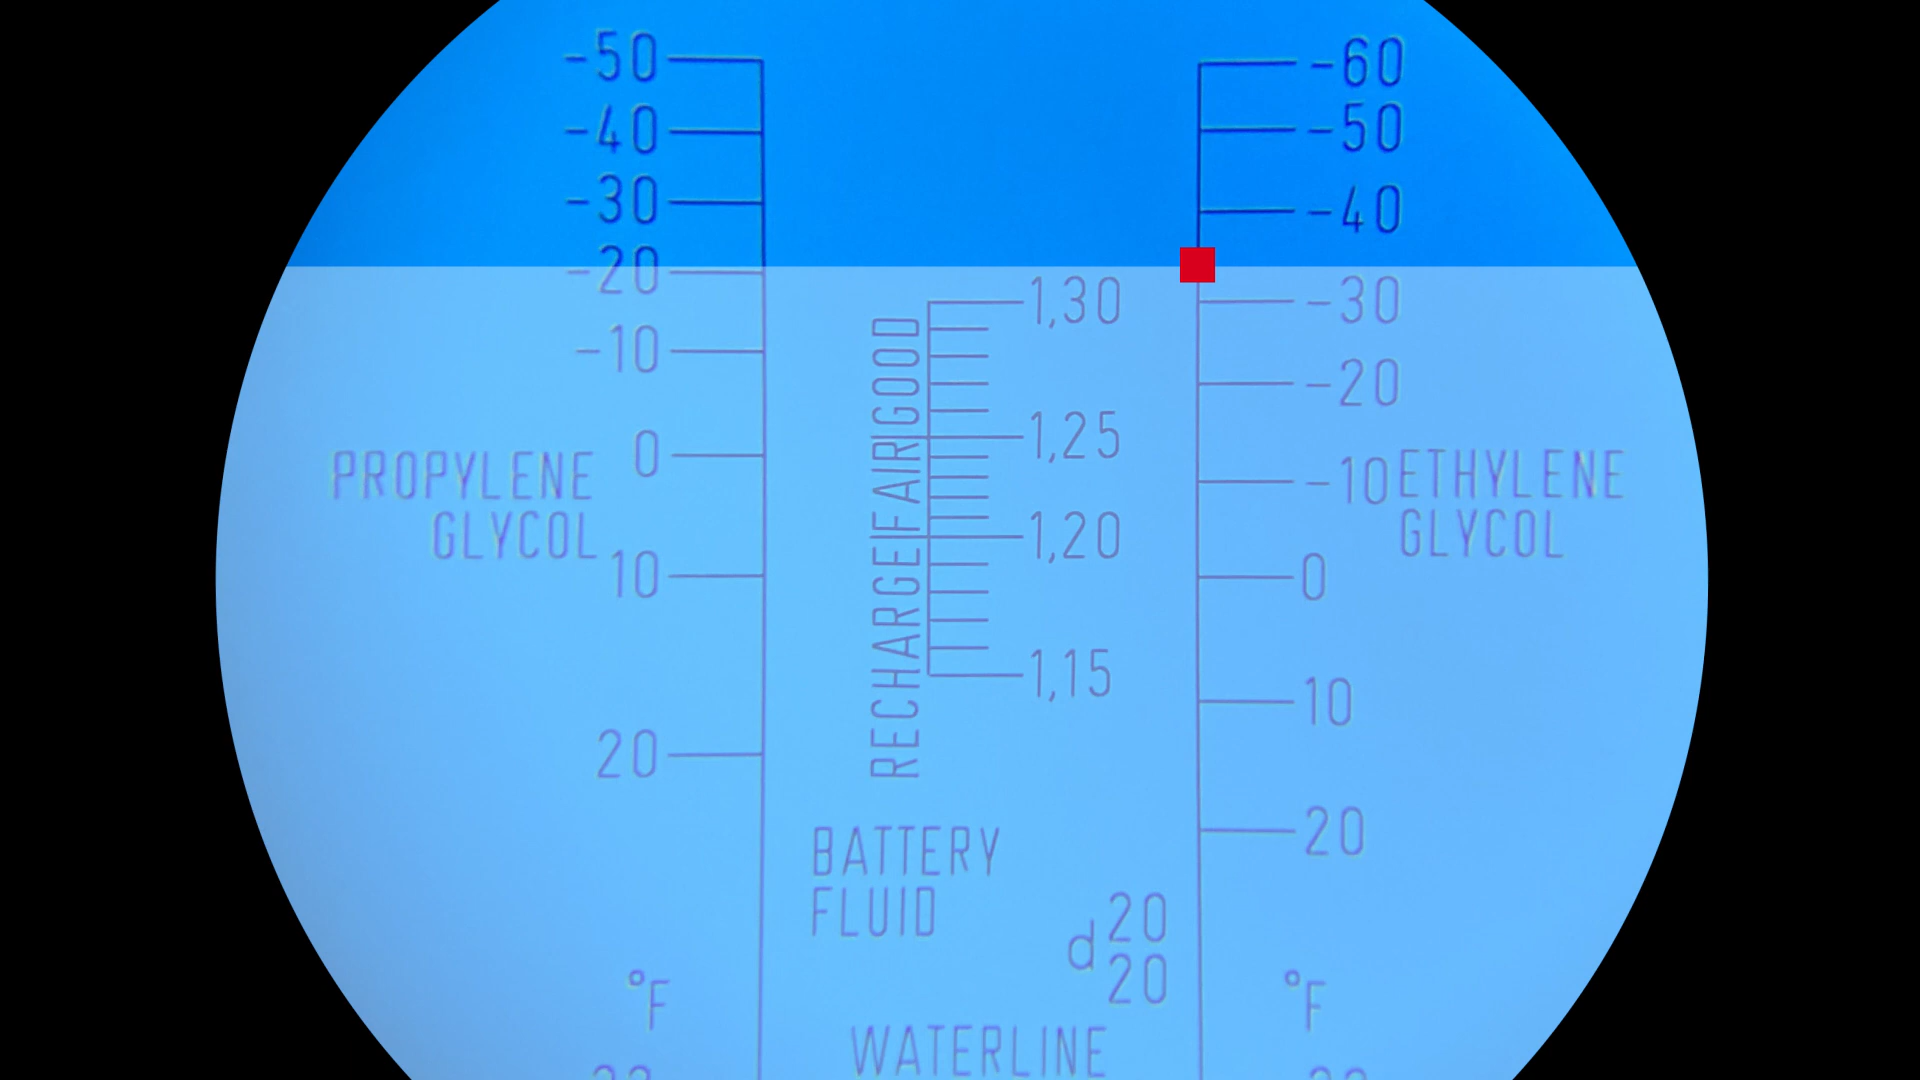 -50
-40
-30
-20
-10
0
PROPYLENE
GLYCOL
10
20
°F
1,30
1,25
1,20
1,15
GOOD
FAIR
RECHARGE
BATTERY
FLUID
d 20
20
WATERLINE
-60
-50
-40
-30
-20
-10
ETHYLENE
GLYCOL
0
10
20
°F